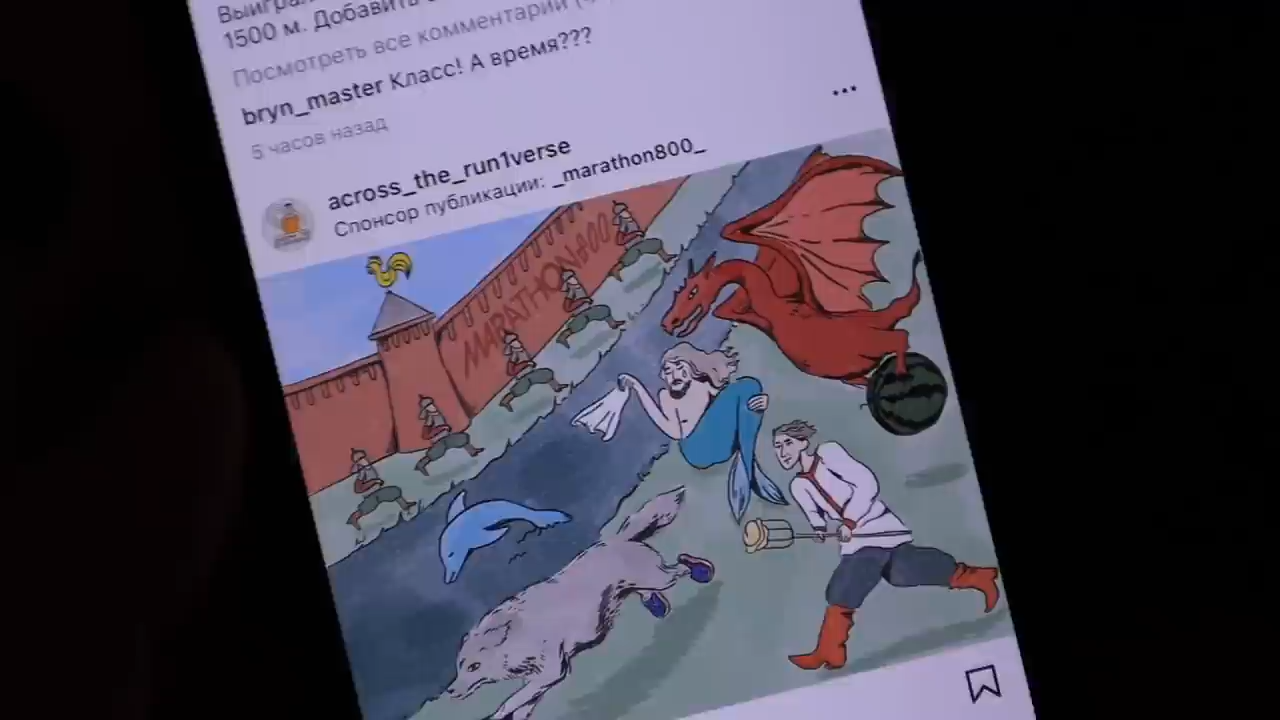 1500 м. Добавить
Посмотреть все комментарии
bryn_master Класс! А время???
5 часов назад
across_the_run1verse
Спонсор публикации: _marathon800_
MARATHON800